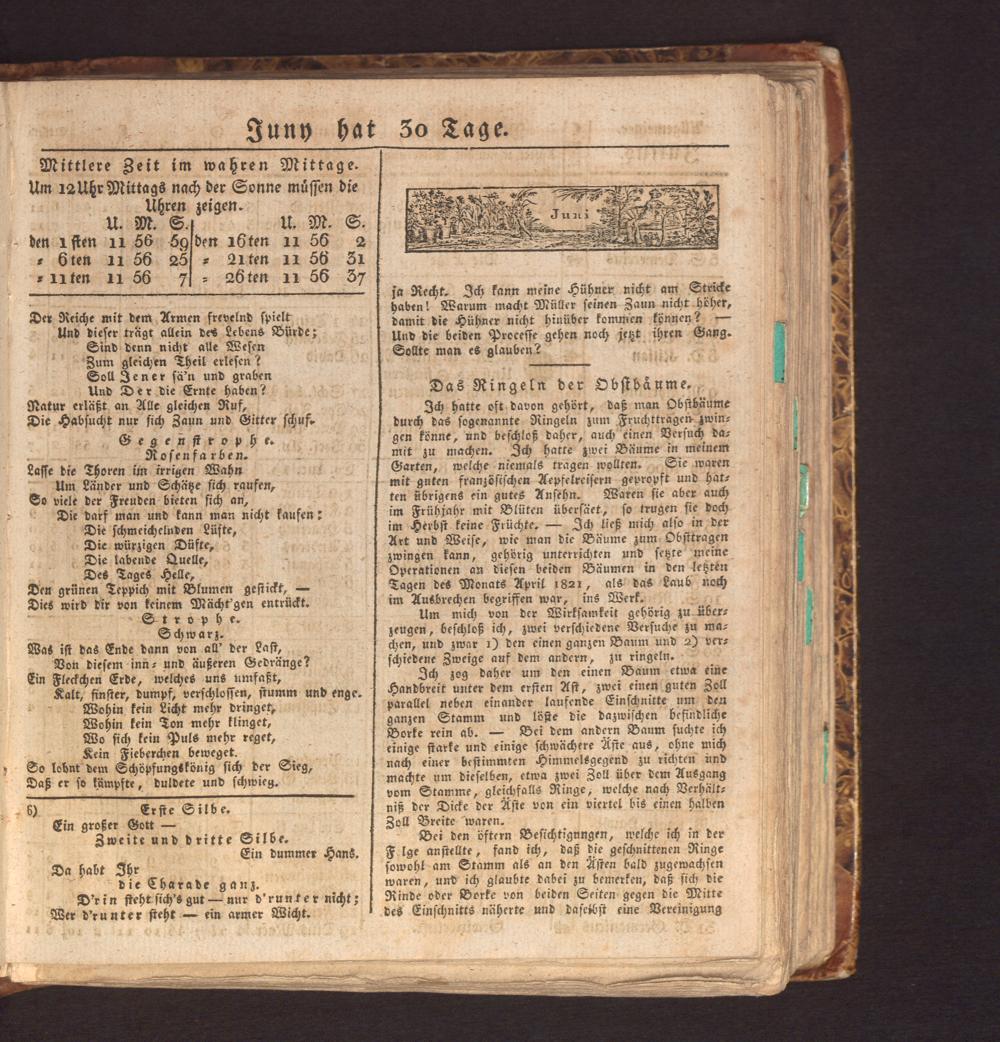 Juny hat 30 Tage.
Mittlere Zeit im wahren Mittage.
Um 12 Uhr Mittags nach der Sonne müssen die
Uhren zeigen.
U. M. S. U. M. S.
den 1sten 11 56 59 den 16ten 11 56 2
⸗ 6ten 11 56 25 ⸗ 21ten 11 56 31
⸗ 11ten 11 56 7 ⸗ 26ten 11 56 37
Der Reiche mit dem Armen frevelnd spielt
Und dieser trägt allein des Lebens Bürde;
Sind denn nicht alle Wesen
Zum gleichen Theil erlesen?
Soll Jener sä'n und graben
Und Der die Ernte haben?
Natur erläßt an Alle gleichen Ruf,
Die Habsucht nur sich Zaun und Gitter schuf.
Gegenstrophe.
Rosenfarben.
Lasse die Thoren im irrigen Wahn
Um Länder und Schätze sich raufen,
So viele der Freuden bieten sich an,
Die darf man und kann man nicht kaufen:
Die schmeichelnden Lüfte,
Die würzigen Düfte,
Die labende Quelle,
Des Tages Helle,
Den grünen Teppich mit Blumen gestickt, —
Dies wird dir von keinem Mächt'gen entrückt.
Strophe.
Schwarz.
Was ist das Ende dann von all' der Last,
Von diesem inn⸗ und äußeren Gedränge?
Ein Fleckchen Erde, welches uns umfaßt,
Kalt, finster, dumpf, verschlossen, stumm und enge.
Wohin kein Licht mehr dringet,
Wohin kein Ton mehr klinget,
Wo sich kein Puls mehr reget,
Kein Fieberchen beweget.
So lohnt dem Schöpfungskönig sich der Sieg,
Daß er so kämpfte, duldete und schwieg.
6) Erste Silbe.
Ein großer Gott —
Zweite und dritte Silbe.
Ein dummer Hans.
Da habt Ihr
die Charade ganz.
D'rin steht sich's gut — nur d'runter nicht;
Wer d'runter steht — ein armer Wicht.
Juni
ja Recht. Ich kann meine Hühner nicht am Stricke
haben! Warum macht Müller seinen Zaun nicht höher,
damit die Hühner nicht hinüber kommen können? —
Und die beiden Processe gehen noch jetzt ihren Gang.
Sollte man es glauben?
Das Ringeln der Obstbäume.
Ich hatte oft davon gehört, daß man Obstbäume
durch das sogenannte Ringeln zum Fruchttragen zwin⸗
gen könne, und beschloß daher, auch einen Versuch da⸗
mit zu machen. Ich hatte zwei Bäume in meinem
Garten, welche niemals tragen wollten. Sie waren
mit guten französischen Aepfelreisern gepropft und hat⸗
ten übrigens ein gutes Ansehn. Waren sie aber auch
im Frühjahr mit Blüten übersäet, so trugen sie doch
im Herbst keine Früchte. — Ich ließ mich also in der
Art und Weise, wie man die Bäume zum Obsttragen
zwingen kann, gehörig unterrichten und setzte meine
Operationen an diesen beiden Bäumen in den letzten
Tagen des Monats April 1821, als das Laub noch
im Ausbrechen begriffen war, ins Werk.
Um mich von der Wirksamkeit gehörig zu über⸗
zeugen, beschloß ich, zwei verschiedene Versuche zu ma⸗
chen, und zwar 1) den einen ganzen Baum und 2) ver⸗
schiedene Zweige auf dem andern, zu ringeln.
Ich zog daher um den einen Baum etwa eine
Handbreit unter dem ersten Ast, zwei einen guten Zoll
parallel neben einander laufende Einschnitte um den
ganzen Stamm und löste die dazwischen befindliche
Borke rein ab. — Bei dem andern Baum suchte ich
einige starke und einige schwächere Äste aus, ohne mich
nach einer bestimmten Himmelsgegend zu richten und
machte um dieselben, etwa zwei Zoll über dem Ausgang
vom Stamme, gleichfalls Ringe, welche nach Verhält⸗
niß der Dicke der Äste von ein viertel bis einen halben
Zoll Breite waren.
Bei den öftern Besichtigungen, welche ich in der
F lge anstellte, fand ich, daß die geschnittenen Ringe
sowohl am Stamm als an den Ästen bald zugewachsen
waren, und ich glaubte dabei zu bemerken, daß sich die
Rinde oder Borke von beiden Seiten gegen die Mitte
des Einschnitts näherte und daselbst eine Vereinigung